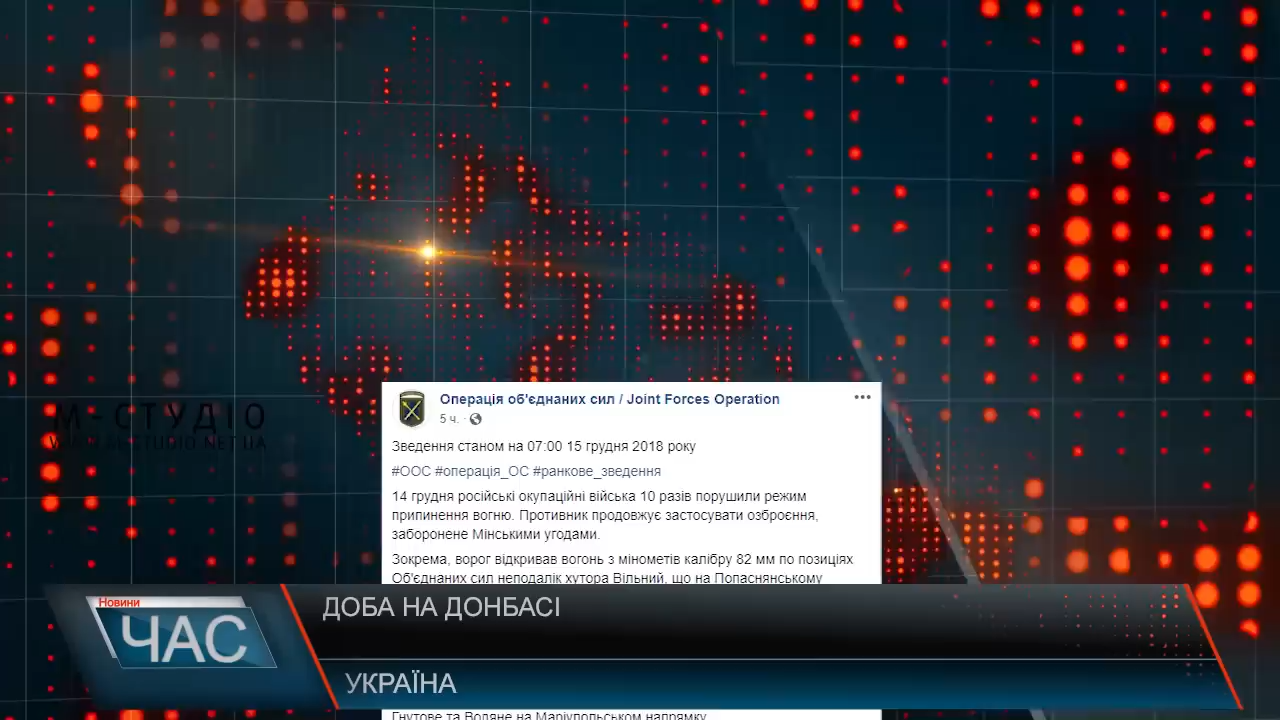 Операція об'єднаних сил / Joint Forces Operation
5 ч.
Зведення станом на 07:00 15 грудня 2018 року
#ООС #операція_ОС #ранкове_зведення
14 грудня російські окупаційні війська 10 разів порушили режим
припинення вогню. Противник продовжує застосувати озброєння,
заборонене Мінськими угодами.
Зокрема, ворог відкривав вогонь з мінометів калібру 82 мм по позиціях
Об'єднаних сил неподалік хутора Вільний, що на Попаснянському
М-СТУДІО
Новини
ЧАС
ДОБА НА ДОНБАСІ
УКРАЇНА
Гнутове та Водяне на Маріупольському напрямку.